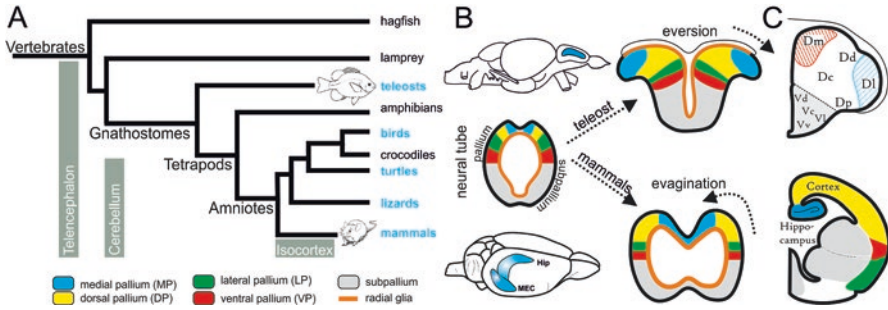 A
hagfish
Vertebrates
lamprey
teleosts
amphibians
Gnathostomes
birds
crocodiles
Tetrapods
turtles
lizards
Amniotes
mammals
Isocortex
Telencephalon
Cerebellum
medial pallium (MP)
dorsal pallium (DP)
lateral pallium (LP)
ventral pallium (VP)
subpallium
radial glia
B
eversion
teleost
neural tube
pallium
subpallium
mammals
evagination
Hip
MEC
C
Dm
Dd
Dc
Dl
Dp
Vd
Vc
Vl
Vv
Cortex
Hippo-
campus